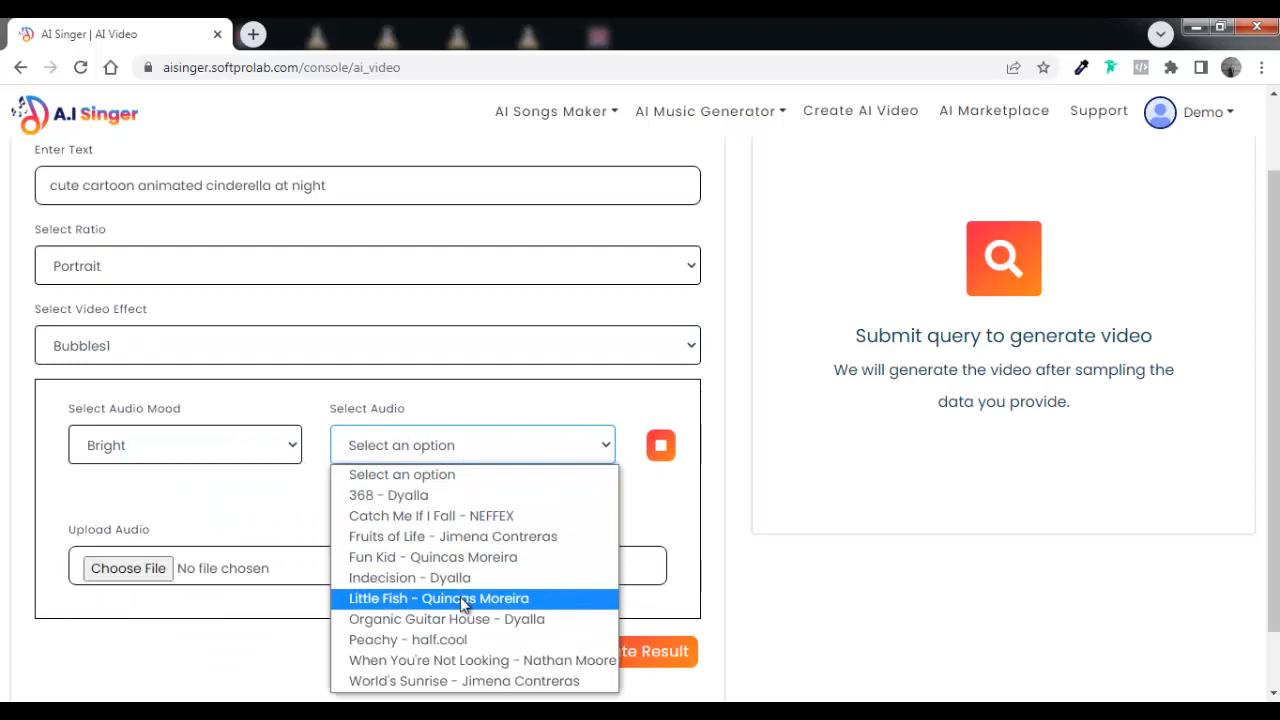 AI Singer | AI Video
aisinger.softprolab.com/console/ai_video
A.I Singer
AI Songs Maker
AI Music Generator
Create AI Video
AI Marketplace
Support
Demo
Enter Text
cute cartoon animated cinderella at night
Select Ratio
Portrait
Select Video Effect
Bubbles1
Select Audio Mood
Select Audio
Bright
Select an option
Select an option
368 - Dyalla
Catch Me If I Fall - NEFFEX
Fruits of Life - Jimena Contreras
Fun Kid - Quincas Moreira
Indecision - Dyalla
Little Fish - Quincas Moreira
Organic Guitar House - Dyalla
Peachy - half.cool
When You're Not Looking - Nathan Moore
World's Sunrise - Jimena Contreras
Upload Audio
Choose File No file chosen
te Result
Submit query to generate video
We will generate the video after sampling the
data you provide.